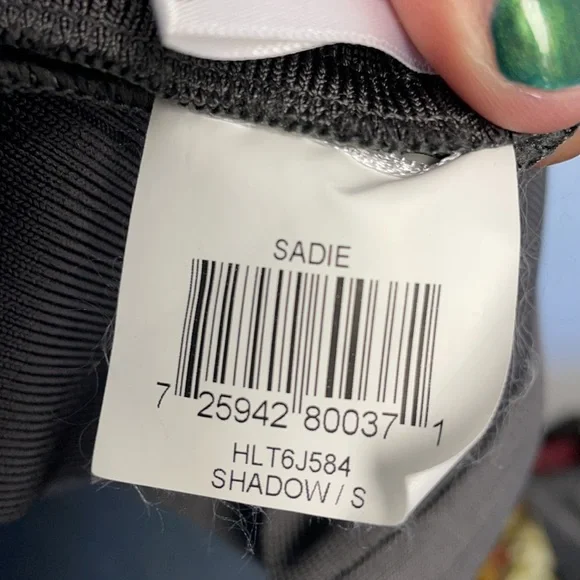 SADIE
7 25942 80037 1
HLT6J584
SHADOW / S